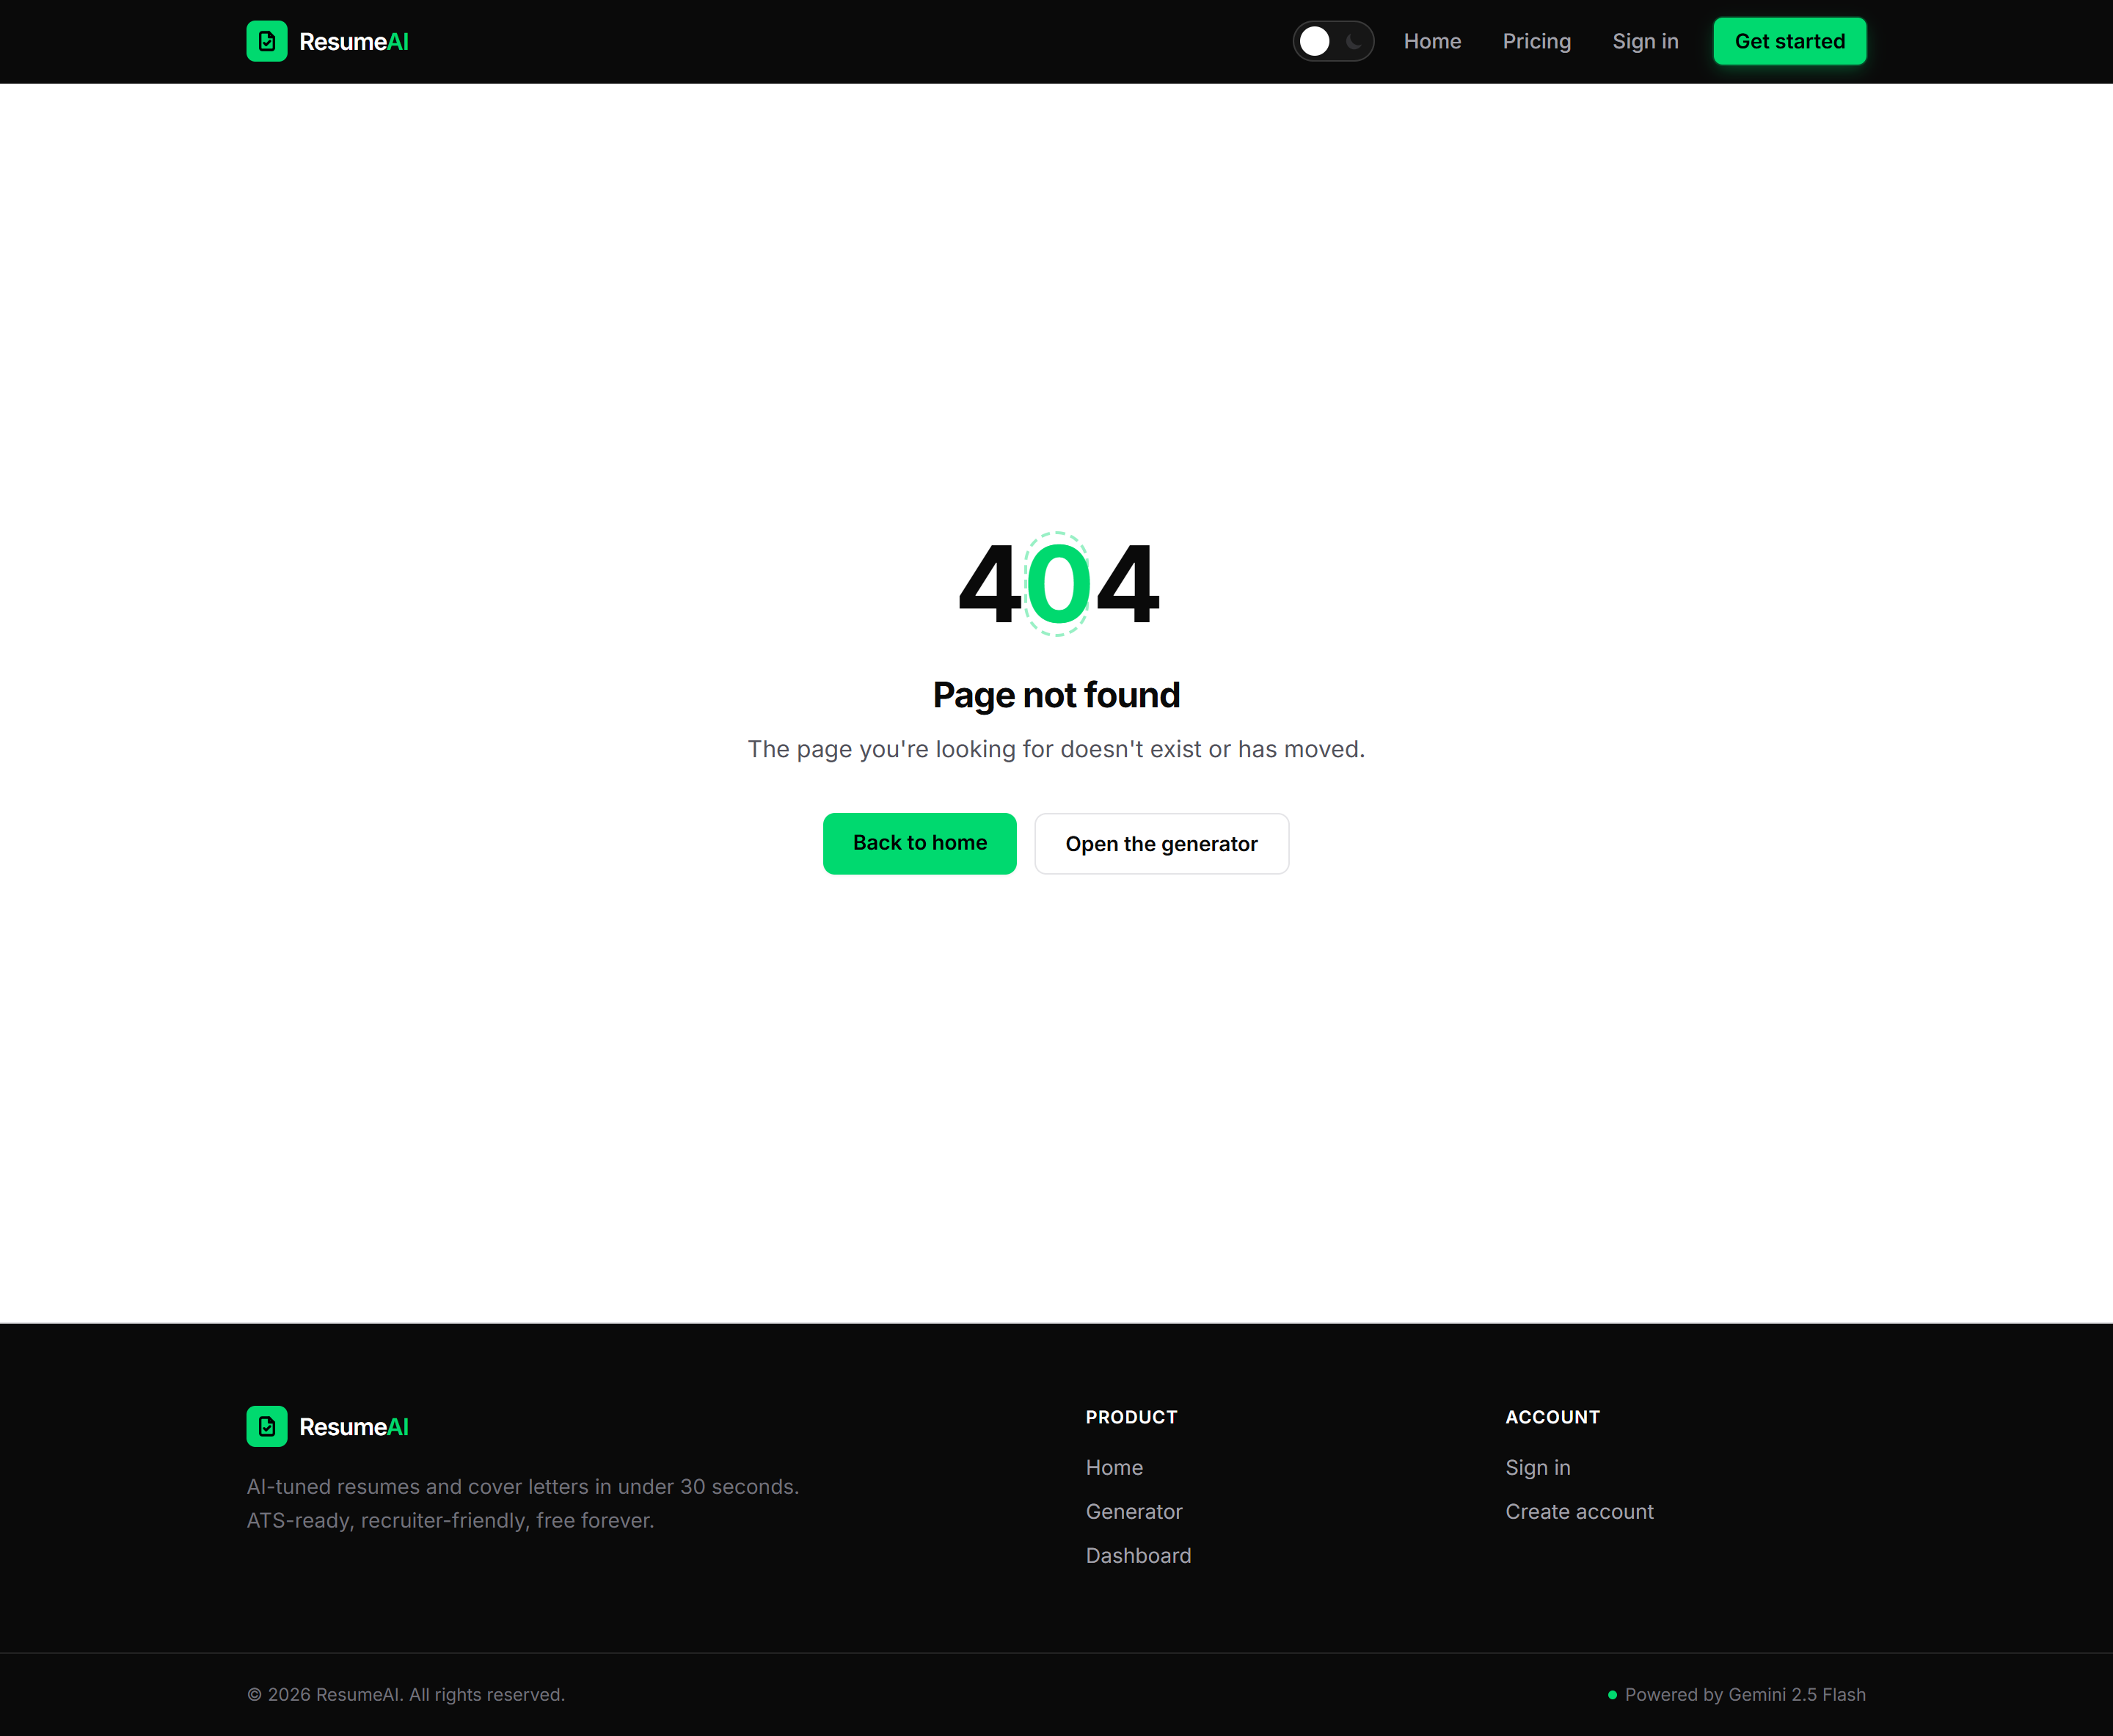 ResumeAI
Home
Pricing
Sign in
Get started
404
Page not found
The page you're looking for doesn't exist or has moved.
Back to home
Open the generator
ResumeAI
AI-tuned resumes and cover letters in under 30 seconds.
ATS-ready, recruiter-friendly, free forever.
PRODUCT
Home
Generator
Dashboard
ACCOUNT
Sign in
Create account
© 2026 ResumeAI. All rights reserved.
Powered by Gemini 2.5 Flash